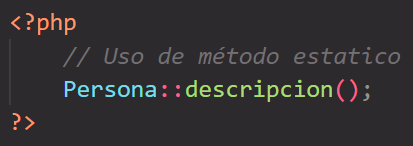 <?php
// Uso de método estatico
Persona::descripcion();
?>